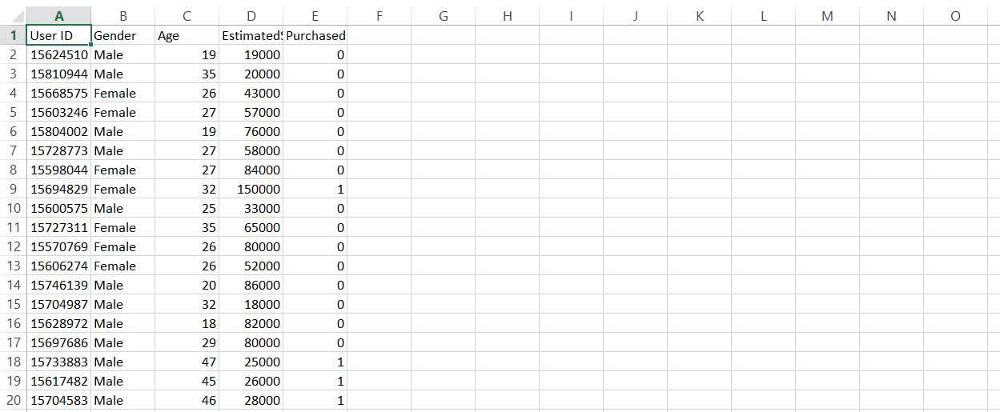 A B C D E F G H I J K L M N O
1 User ID Gender Age EstimatedS Purchased
2 15624510 Male 19 19000 0
3 15810944 Male 35 20000 0
4 15668575 Female 26 43000 0
5 15603246 Female 27 57000 0
6 15804002 Male 19 76000 0
7 15728773 Male 27 58000 0
8 15598044 Female 27 84000 0
9 15694829 Female 32 150000 1
10 15600575 Male 25 33000 0
11 15727311 Female 35 65000 0
12 15570769 Female 26 80000 0
13 15606274 Female 26 52000 0
14 15746139 Male 20 86000 0
15 15704987 Male 32 18000 0
16 15628972 Male 18 82000 0
17 15697686 Male 29 80000 0
18 15733883 Male 47 25000 1
19 15617482 Male 45 26000 1
20 15704583 Male 46 28000 1